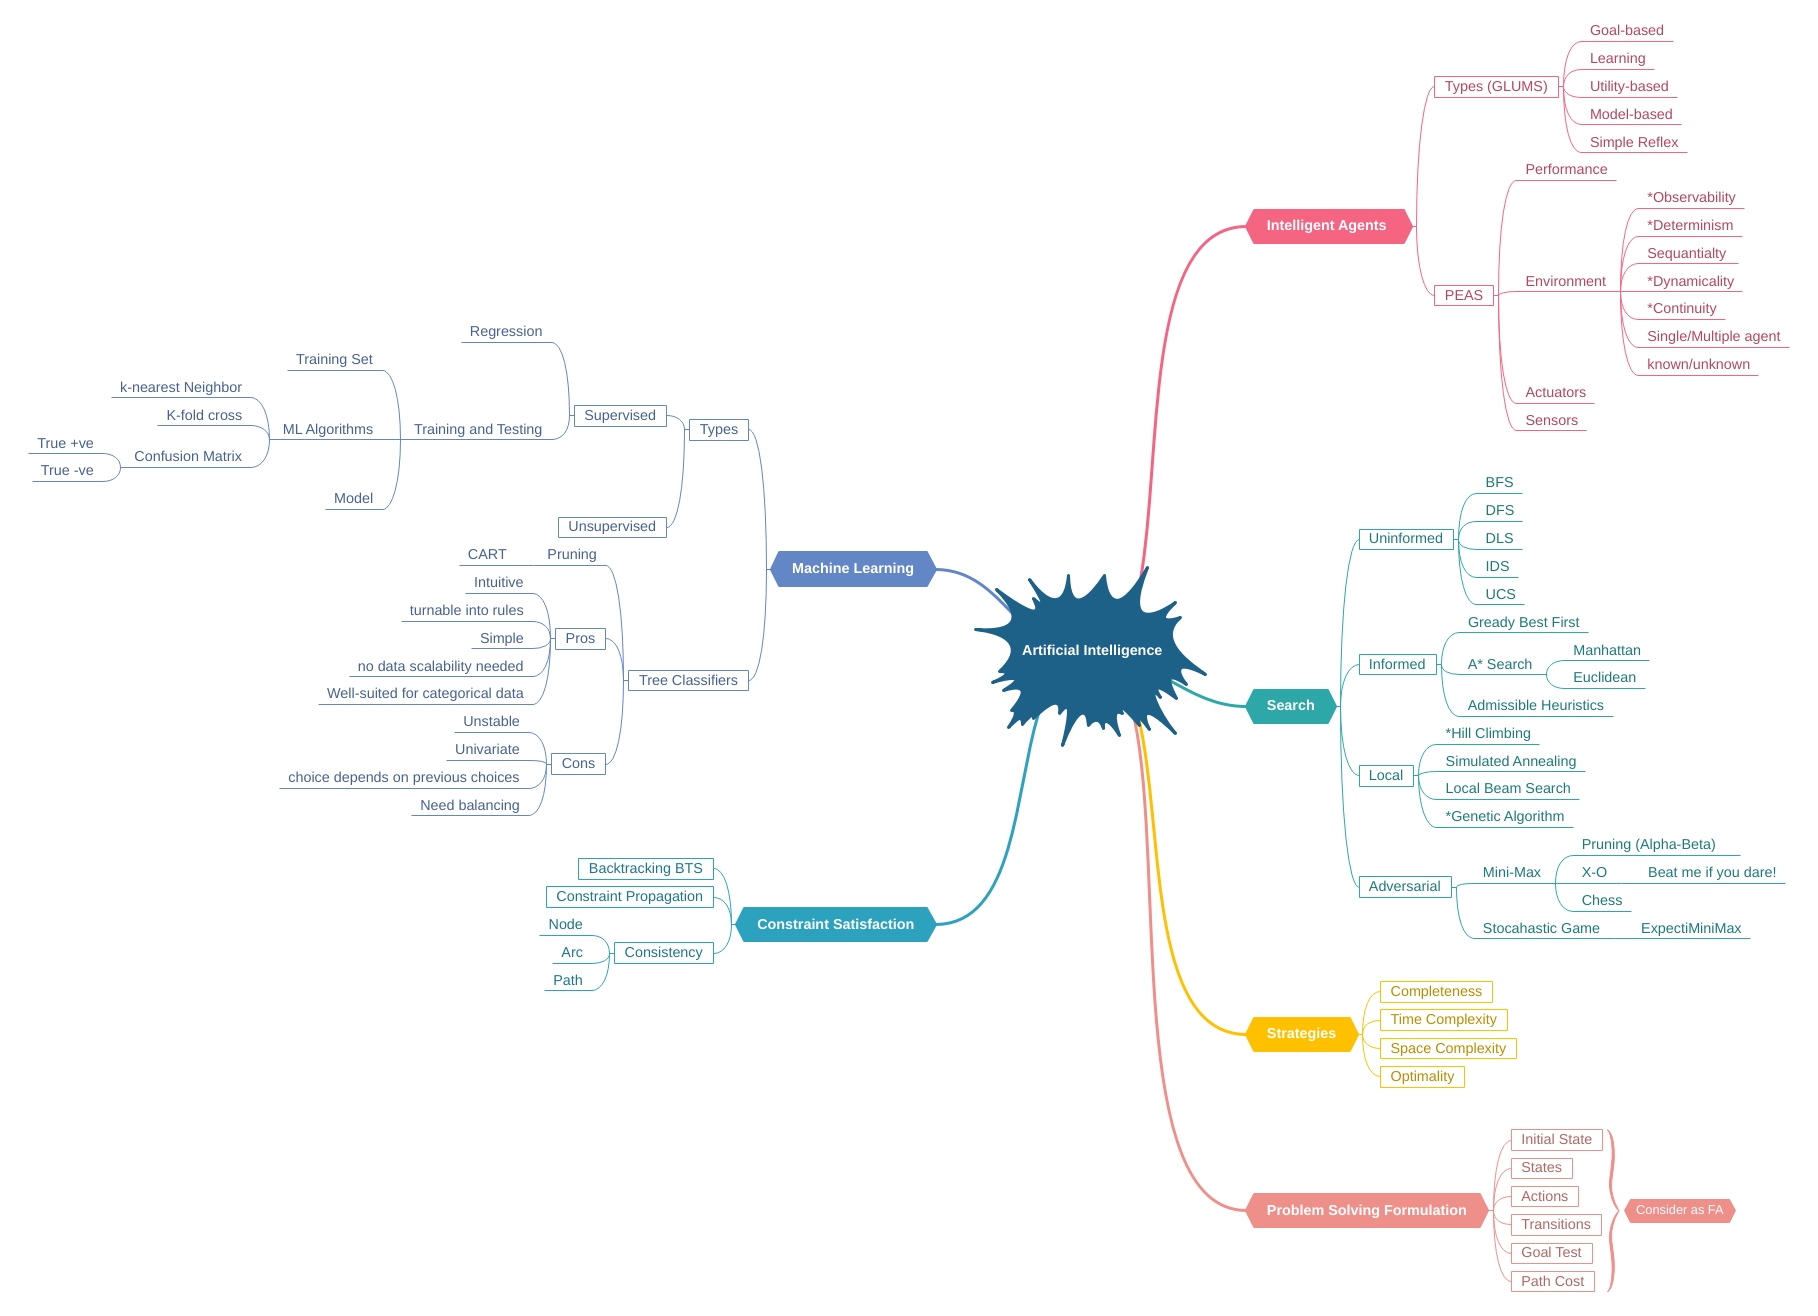 Artificial Intelligence
Intelligent Agents
Types (GLUMS)
Goal-based
Learning
Utility-based
Model-based
Simple Reflex
PEAS
Performance
Environment
*Observability
*Determinism
Sequantialty
*Dynamicality
*Continuity
Single/Multiple agent
known/unknown
Actuators
Sensors
Search
Uninformed
BFS
DFS
DLS
IDS
UCS
Informed
Gready Best First
A* Search
Manhattan
Euclidean
Admissible Heuristics
Local
*Hill Climbing
Simulated Annealing
Local Beam Search
*Genetic Algorithm
Adversarial
Mini-Max
Pruning (Alpha-Beta)
X-O
Beat me if you dare!
Chess
Stocahastic Game
ExpectiMiniMax
Strategies
Completeness
Time Complexity
Space Complexity
Optimality
Problem Solving Formulation
Initial State
States
Actions
Transitions
Goal Test
Path Cost
Consider as FA
Machine Learning
Types
Supervised
Regression
Training and Testing
Training Set
ML Algorithms
k-nearest Neighbor
K-fold cross
Confusion Matrix
True +ve
True -ve
Model
Unsupervised
Tree Classifiers
Pruning
CART
Pros
Intuitive
turnable into rules
Simple
no data scalability needed
Well-suited for categorical data
Cons
Unstable
Univariate
choice depends on previous choices
Need balancing
Constraint Satisfaction
Backtracking BTS
Constraint Propagation
Consistency
Node
Arc
Path